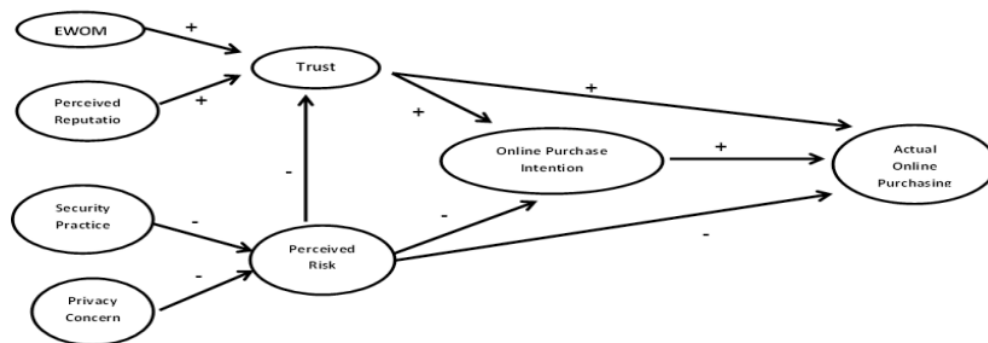 EWOM
+
Trust
+
Perceived
Reputatio
+
+
Online Purchase
Intention
+
Actual
Online
Purchasing
-
Security
Practice
-
-
Perceived
Risk
-
-
Privacy
Concern